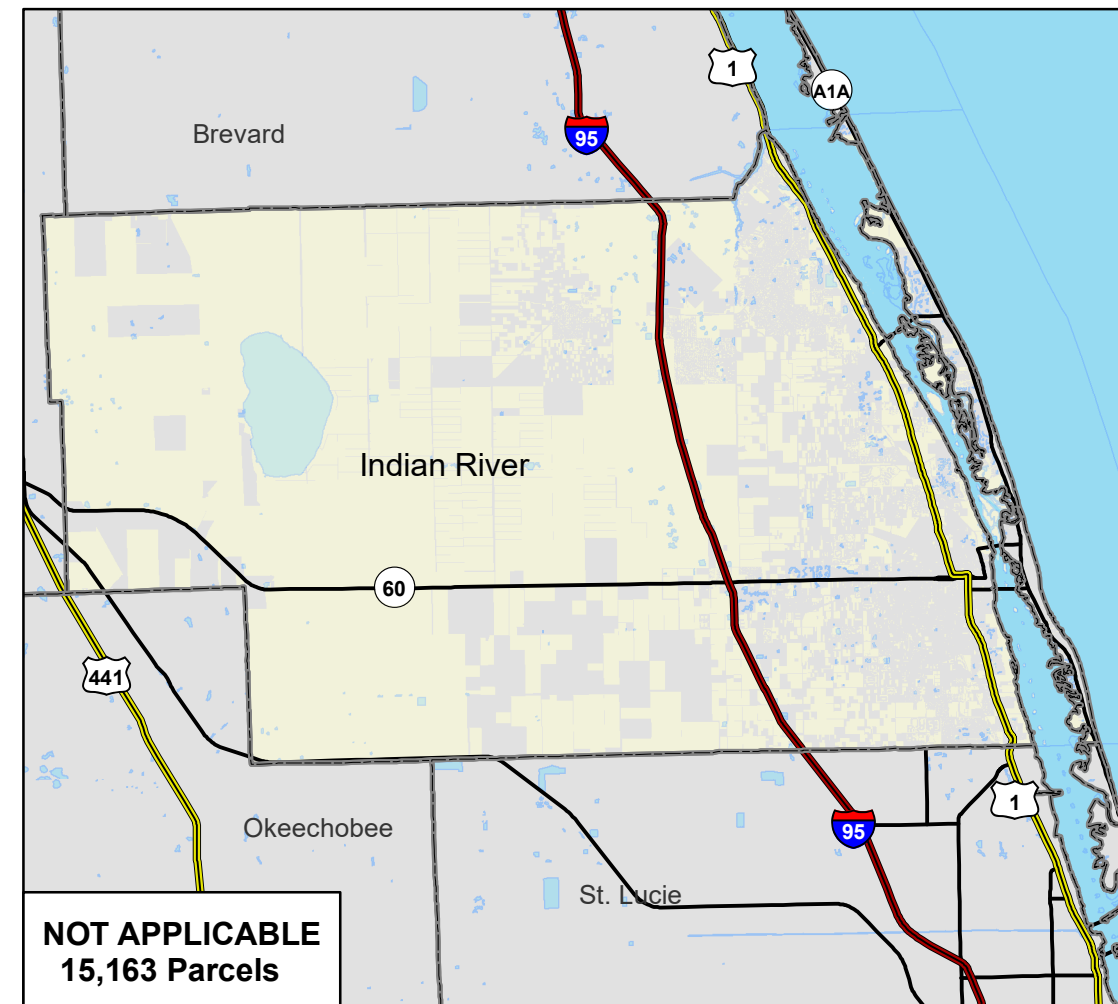 1
A1A
95
Brevard
Indian River
60
441
1
Okeechobee
95
St. Lucie
NOT APPLICABLE
15,163 Parcels